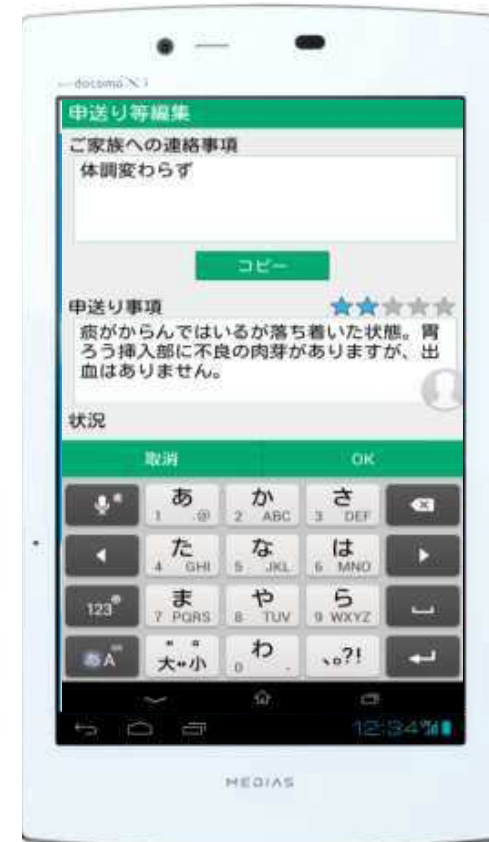 docomo
申送り等編集
ご家族への連絡事項
体調変わらず
コピー
申送り事項
痰がからんではいるが落ち着いた状態。胃
ろう挿入部に不良の肉芽がありますが、出
血はありません。
状況
取消 OK
あ か さ
1 @ 2 ABC 3 DEF
た な は
4 GHI 5 JKL 6 MNO
123 ま や ら
7 PQRS 8 TUV 9 WXYZ
あA 大⇔小 わ 、。?!
0 -
12:34
MEDIAS